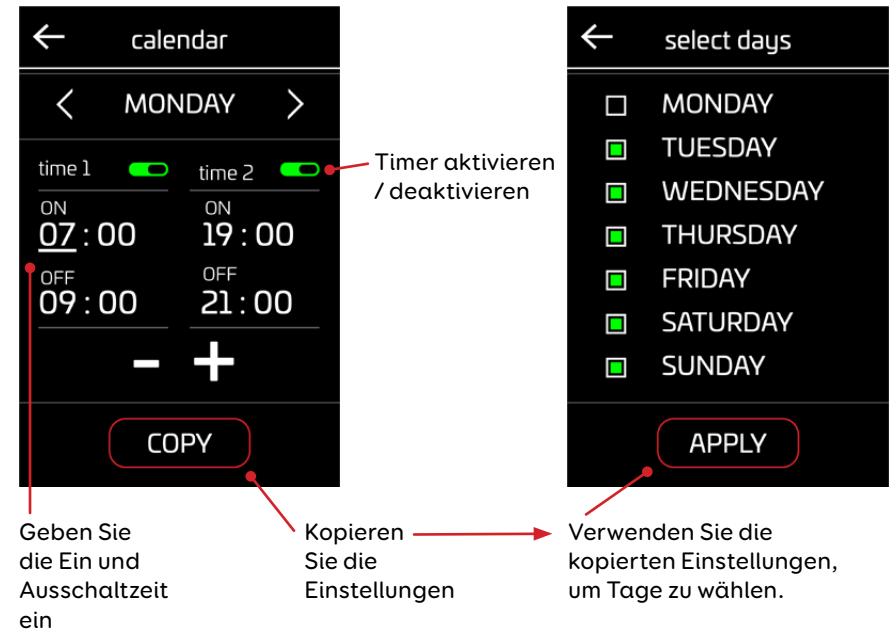 calendar
MONDAY
time 1
time 2
ON
07 : 00
ON
19 : 00
OFF
09 : 00
OFF
21 : 00
- +
COPY
Timer aktivieren
/ deaktivieren
select days
MONDAY
TUESDAY
WEDNESDAY
THURSDAY
FRIDAY
SATURDAY
SUNDAY
APPLY
Geben Sie
die Ein und
Ausschaltzeit
ein
Kopieren
Sie die
Einstellungen
Verwenden Sie die
kopierten Einstellungen,
um Tage zu wählen.